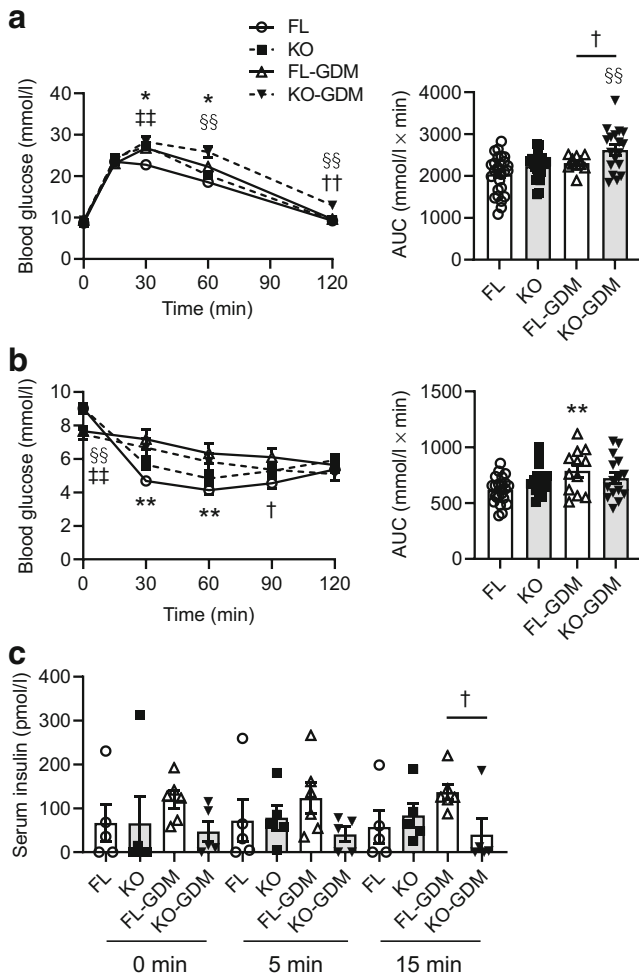 a
FL
KO
FL-GDM
KO-GDM
Blood glucose (mmol/l)
40
30
20
10
0
* *
‡‡ §§
§§
††
0 30 60 90 120
Time (min)
AUC (mmol/l × min)
4000
3000
2000
1000
0
†
§§
FL KO FL-GDM KO-GDM
b
Blood glucose (mmol/l)
10
8
6
4
2
0
§§
‡‡
** ** †
0 30 60 90 120
Time (min)
AUC (mmol/l × min)
1500
1000
500
0
**
FL KO FL-GDM KO-GDM
c
Serum insulin (pmol/l)
400
300
200
100
0
†
FL KO FL-GDM KO-GDM FL KO FL-GDM KO-GDM FL KO FL-GDM KO-GDM
0 min 5 min 15 min